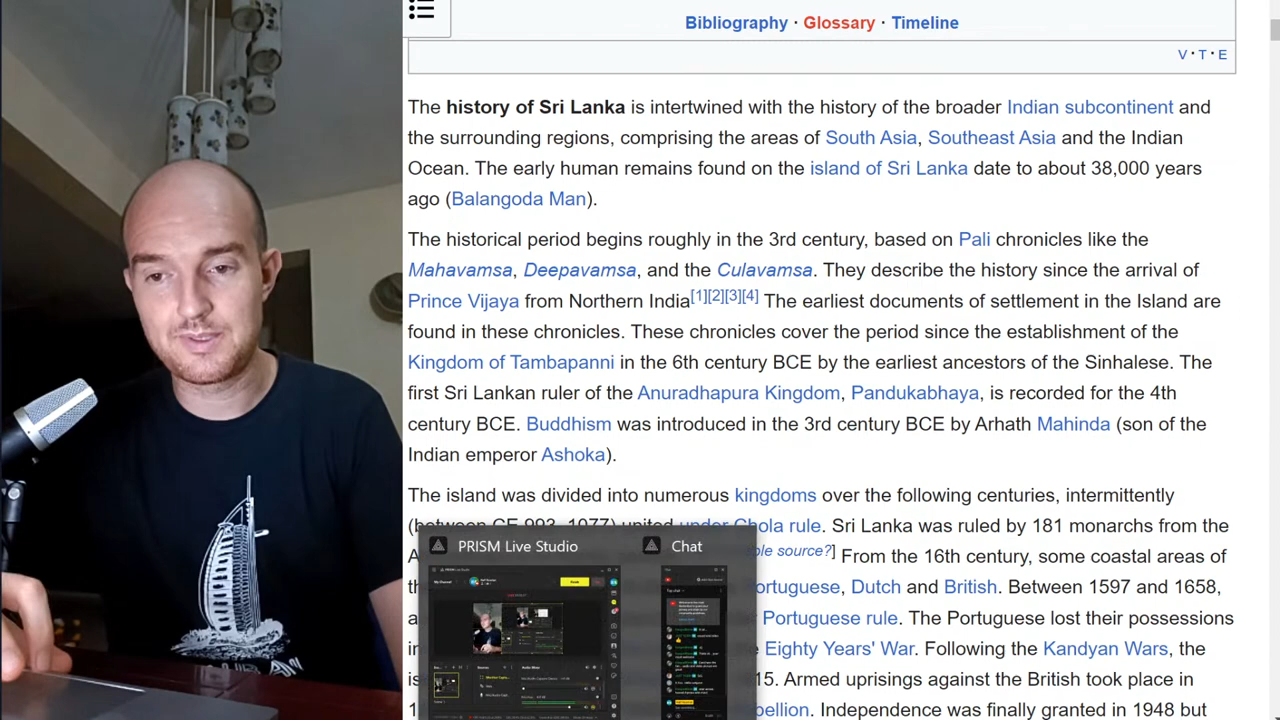 Bibliography · Glossary · Timeline
V · T · E
The history of Sri Lanka is intertwined with the history of the broader Indian subcontinent and
the surrounding regions, comprising the areas of South Asia, Southeast Asia and the Indian
Ocean. The early human remains found on the island of Sri Lanka date to about 38,000 years
ago (Balangoda Man).
The historical period begins roughly in the 3rd century, based on Pali chronicles like the
Mahavamsa, Deepavamsa, and the Culavamsa. They describe the history since the arrival of
Prince Vijaya from Northern India[1][2][3][4] The earliest documents of settlement in the Island are
found in these chronicles. These chronicles cover the period since the establishment of the
Kingdom of Tambapanni in the 6th century BCE by the earliest ancestors of the Sinhalese. The
first Sri Lankan ruler of the Anuradhapura Kingdom, Pandukabhaya, is recorded for the 4th
century BCE. Buddhism was introduced in the 3rd century BCE by Arhath Mahinda (son of the
Indian emperor Ashoka).
The island was divided into numerous kingdoms over the following centuries, intermittently
(between CE 993–1077) united under Chola rule. Sri Lanka was ruled by 181 monarchs from the
PRISM Live Studio
Chat
source?] From the 16th century, some coastal areas of
Dutch and British. Between
Portuguese rule. The Portuguese lost their possessions
Eighty Years' War. Following the Kandyan Wars, the
15. Armed uprisings against the British took place in